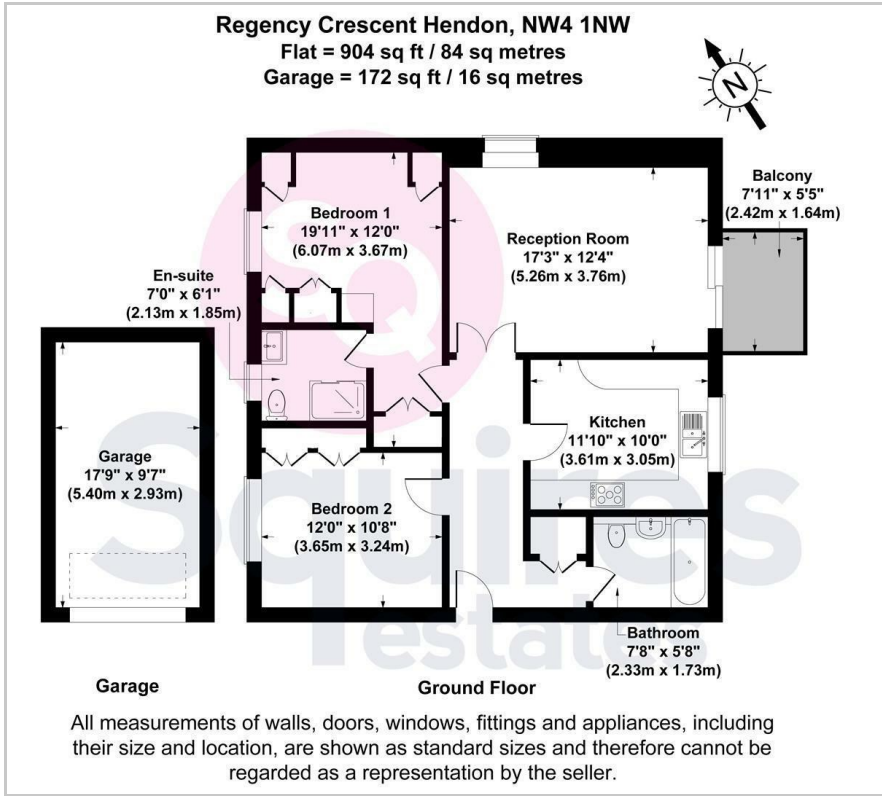 Regency Crescent Hendon, NW4 1NW
Flat = 904 sq ft / 84 sq metres
Garage = 172 sq ft / 16 sq metres
N
Balcony
7'11" x 5'5"
(2.42m x 1.64m)
Bedroom 1
19'11" x 12'0"
(6.07m x 3.67m)
Reception Room
17'3" x 12'4"
(5.26m x 3.76m)
En-suite
7'0" x 6'1"
(2.13m x 1.85m)
SQ
Kitchen
11'10" x 10'0"
(3.61m x 3.05m)
Garage
17'9" x 9'7"
(5.40m x 2.93m)
Bedroom 2
12'0" x 10'8"
(3.65m x 3.24m)
Squires
estates
Bathroom
7'8" x 5'8"
(2.33m x 1.73m)
Garage
Ground Floor
All measurements of walls, doors, windows, fittings and appliances, including
their size and location, are shown as standard sizes and therefore cannot be
regarded as a representation by the seller.